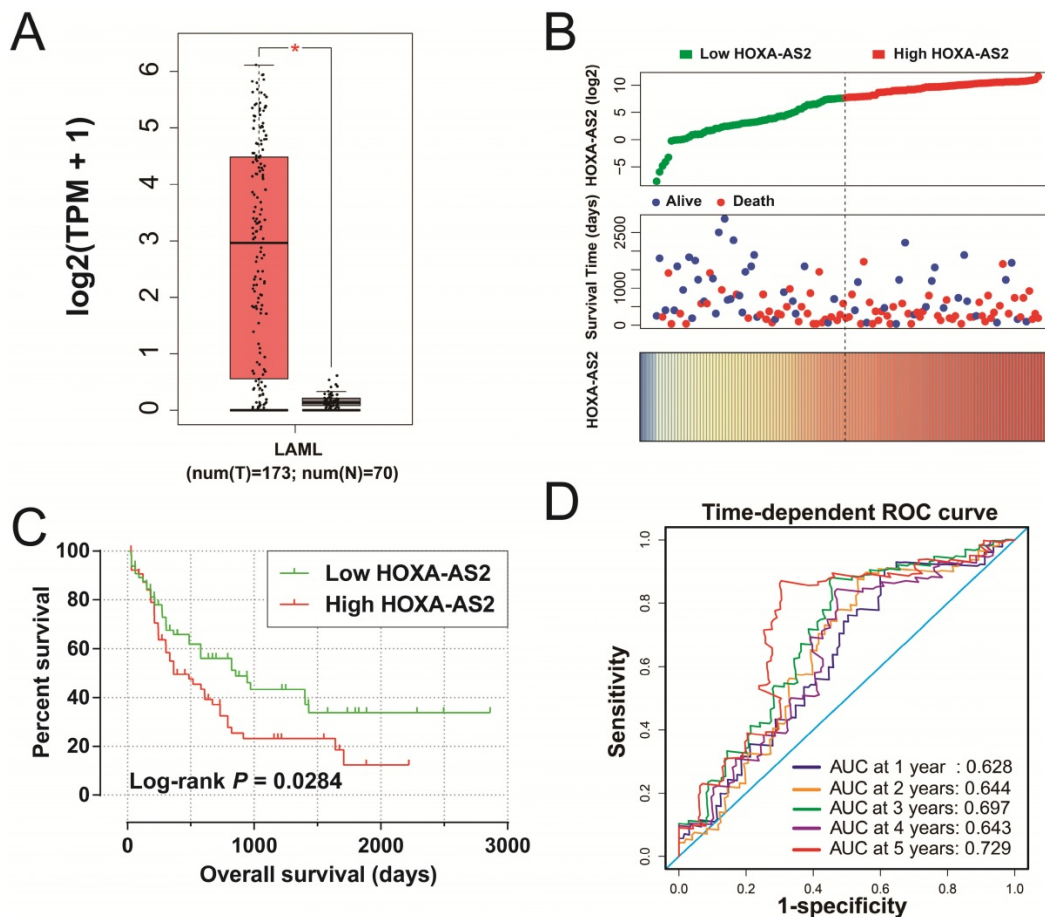 A
log2(TPM + 1)
6
5
4
3
2
1
0
*
LAML
(num(T)=173; num(N)=70)
B
Low HOXA-AS2
High HOXA-AS2
HOXA-AS2 (log2)
10
5
0
−5
Alive
Death
Survival Time (days)
2500
1000
0
HOXA-AS2
C
Percent survival
100
80
60
40
20
0
Low HOXA-AS2
High HOXA-AS2
Log-rank P = 0.0284
0 1000 2000 3000
Overall survival (days)
D
Time-dependent ROC curve
Sensitivity
1.0
0.8
0.6
0.4
0.2
0.0
AUC at 1 year : 0.628
AUC at 2 years: 0.644
AUC at 3 years: 0.697
AUC at 4 years: 0.643
AUC at 5 years: 0.729
0.0 0.2 0.4 0.6 0.8 1.0
1-specificity